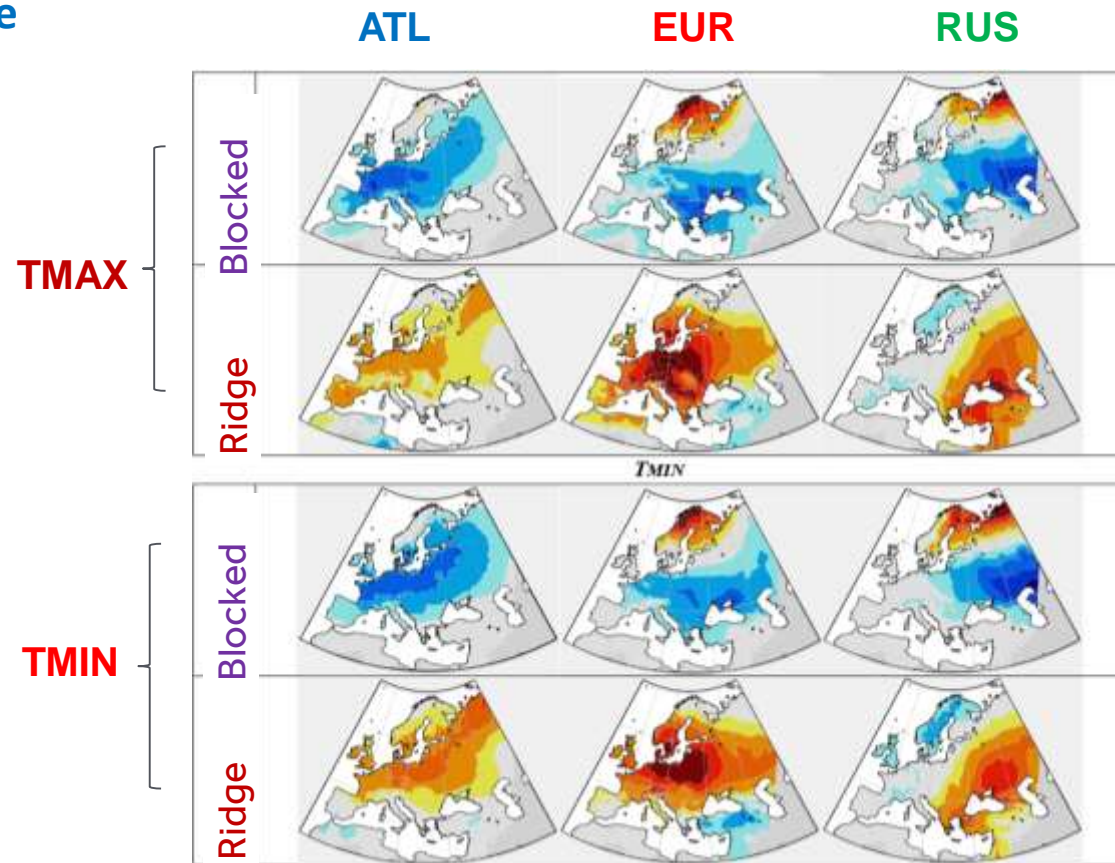 e
ATL EUR RUS
TMAX
Blocked
Ridge
TMIN
TMIN
Blocked
Ridge